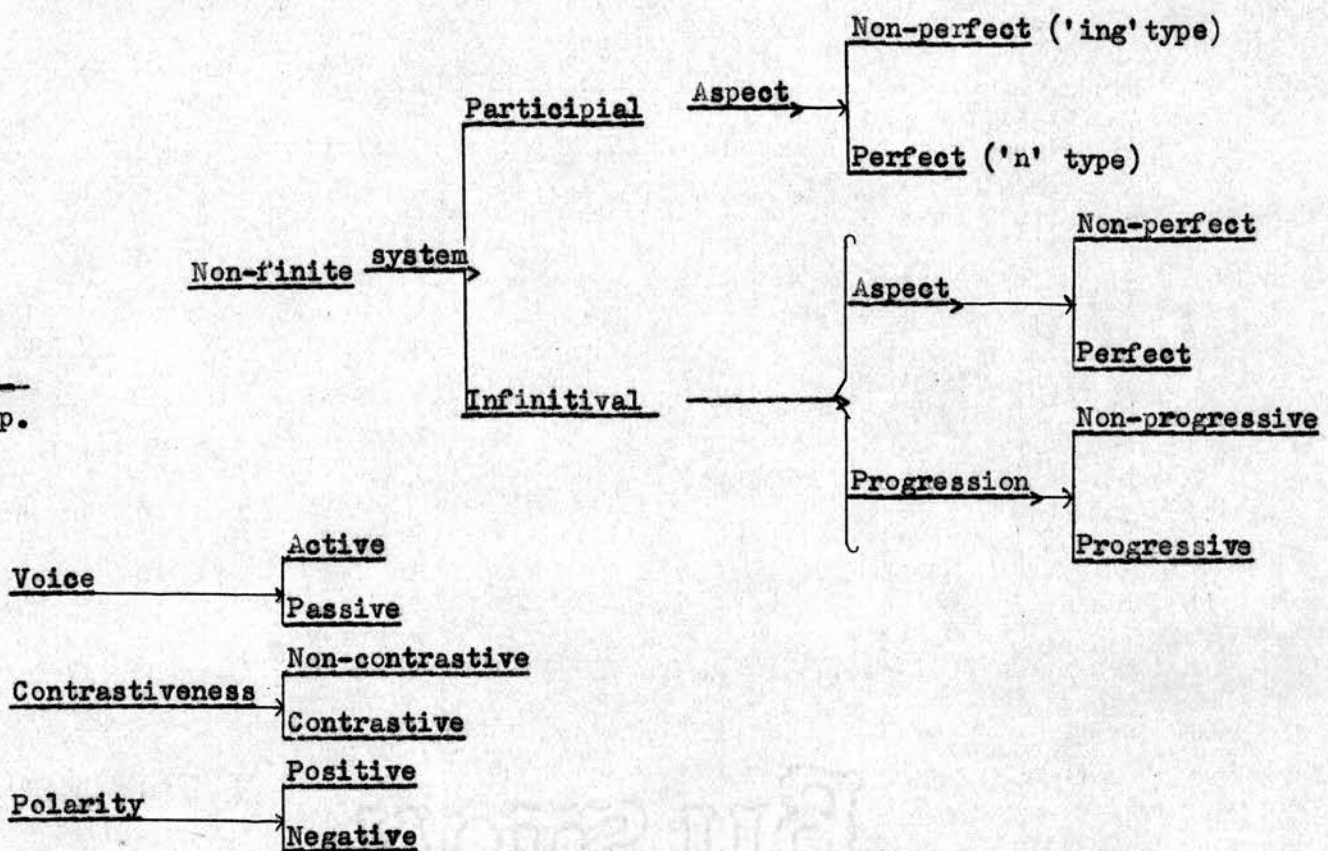 Non-perfect ('ing' type)
Participial Aspect
Perfect ('n' type)
Non-perfect
Non-finite system
Aspect
Perfect
Infinitival
p.
Non-progressive
Progression
Progressive
Active
Voice
Passive
Non-contrastive
Contrastiveness
Contrastive
Positive
Polarity
Negative